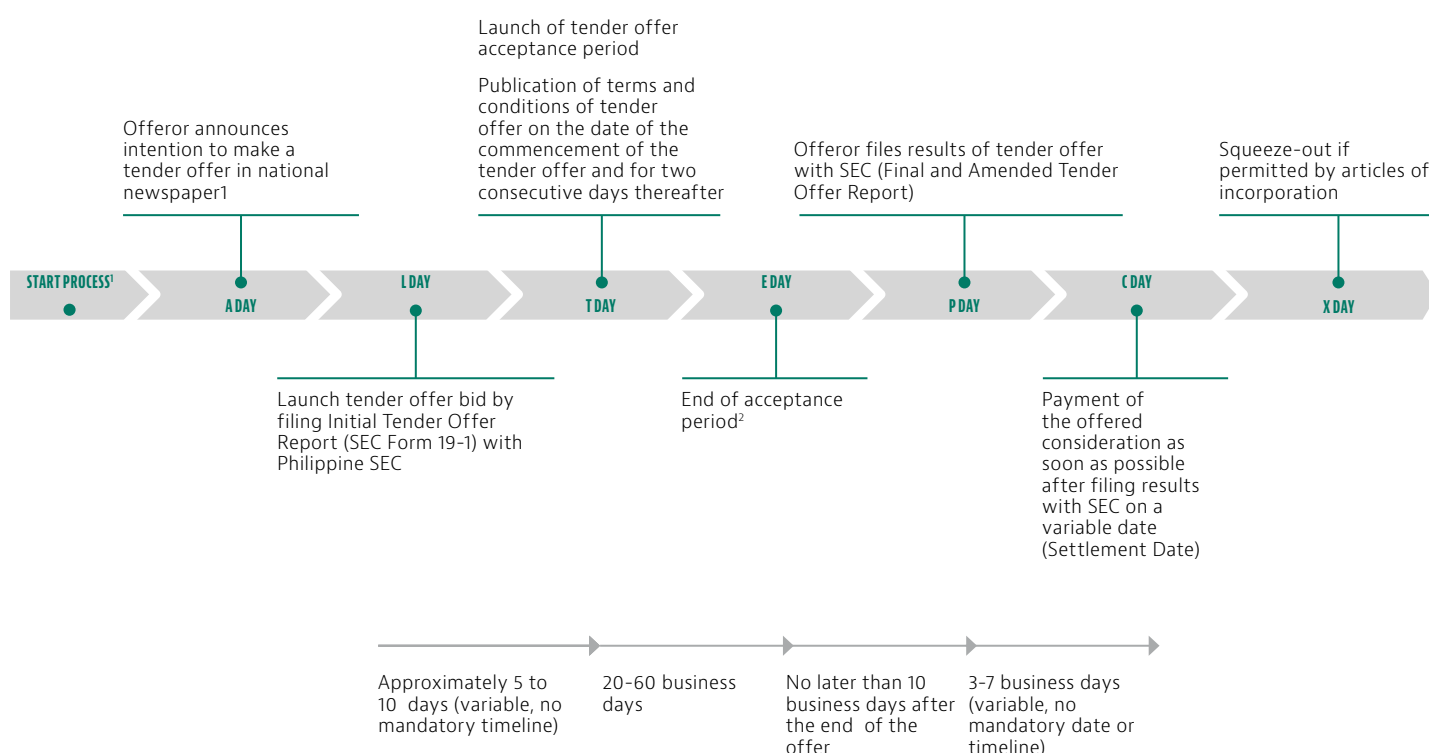 Launch of tender offer
acceptance period
Publication of terms and
conditions of tender
offer on the date of the
commencement of the
tender offer and for two
consecutive days thereafter
Offeror announces
intention to make a
tender offer in national
newspaper1
Offeror files results of tender offer
with SEC (Final and Amended Tender
Offer Report)
Squeeze-out if
permitted by articles of
incorporation
START PROCESS¹
A DAY
L DAY
T DAY
E DAY
P DAY
C DAY
X DAY
Launch tender offer bid by
filing Initial Tender Offer
Report (SEC Form 19-1) with
Philippine SEC
End of acceptance
period²
Payment of
the offered
consideration as
soon as possible
after filing results
with SEC on a
variable date
(Settlement Date)
Approximately 5 to
10 days (variable, no
mandatory timeline)
20-60 business
days
No later than 10
business days after
the end of the
offer
3-7 business days
(variable, no
mandatory date or
timeline)